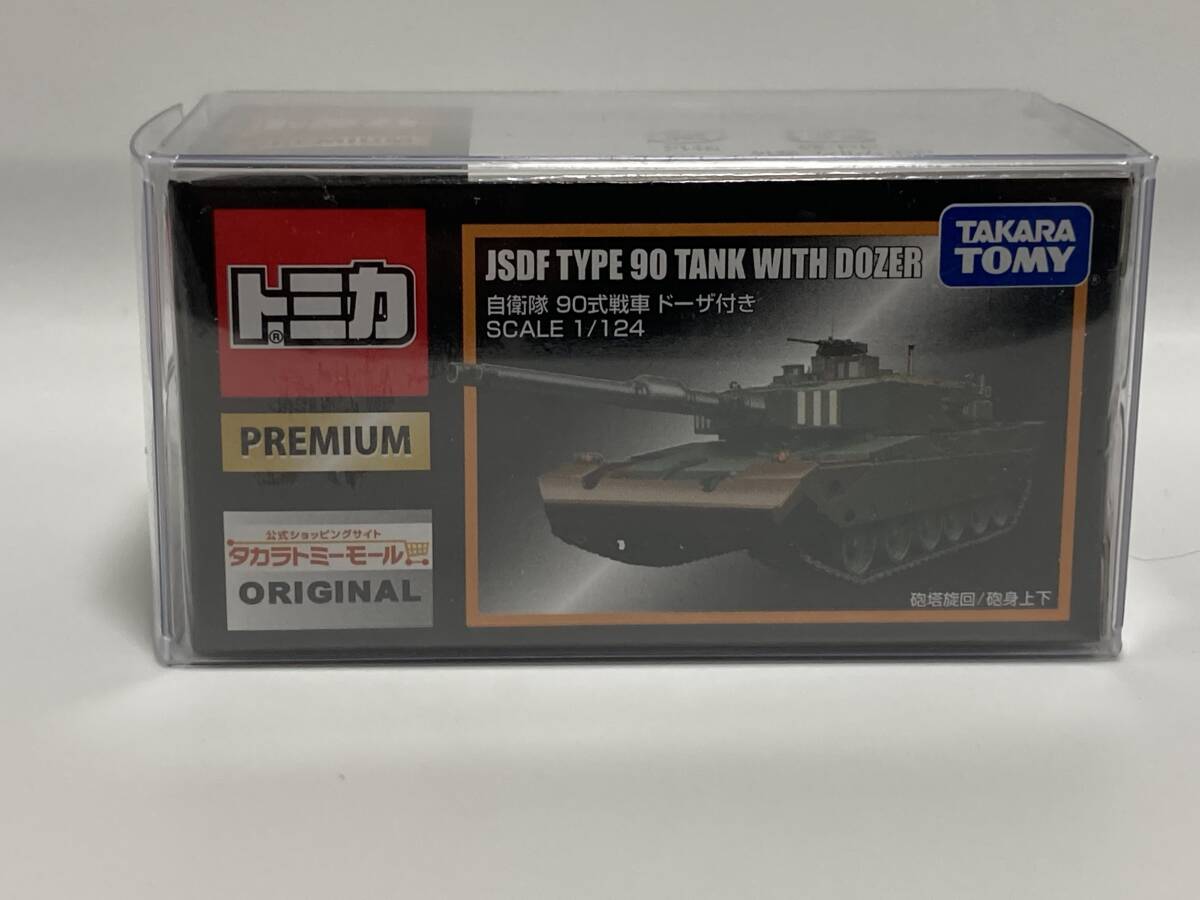 トミカ
®
PREMIUM
公式ショッピングサイト
タカラトミーモール
ORIGINAL
JSDF TYPE 90 TANK WITH DOZER
自衛隊 90式戦車 ドーザ付き
SCALE 1/124
TAKARA
TOMY
®
砲塔旋回/砲身上下